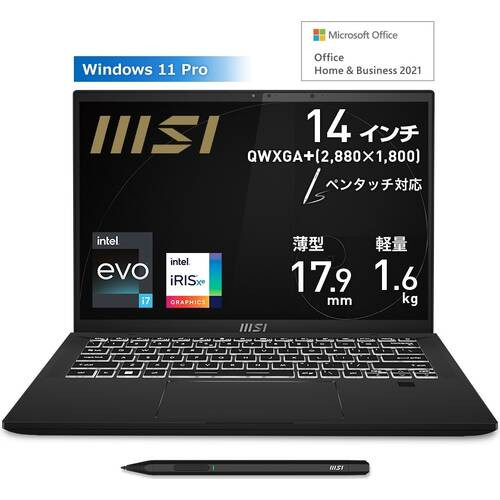 Microsoft Office
Windows 11 Pro
Office
Home & Business 2021
msi
14 インチ
QWXGA+(2,880×1,800)
ペンタッチ対応
intel
evo
i7
intel
iRIS xe
GRAPHICS
薄型
17.9
mm
軽量
1.6
kg
msi
msi